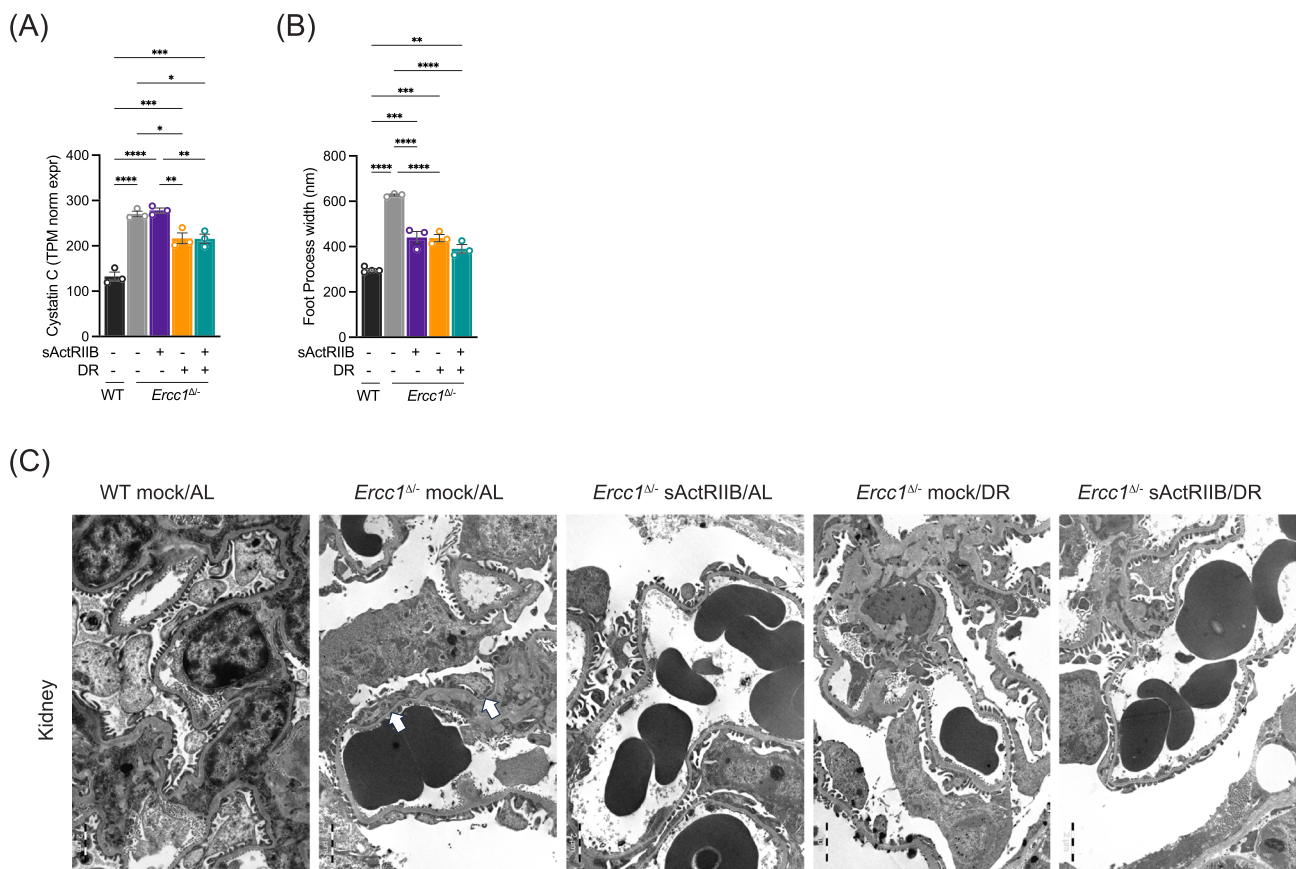 (A)
(B)
***
*
***
*
**** **
**** **
Cystatin C (TPM norm expr)
400
300
200
100
0
sActRIIB - - + - +
DR - - - + +
WT Ercc1Δ/-
**
****
***
***
****
**** ****
Foot Process width (nm)
800
600
400
200
0
sActRIIB - - + - +
DR - - - + +
WT Ercc1Δ/-
(C)
WT mock/AL
Ercc1Δ/- mock/AL
Ercc1Δ/- sActRIIB/AL
Ercc1Δ/- mock/DR
Ercc1Δ/- sActRIIB/DR
Kidney